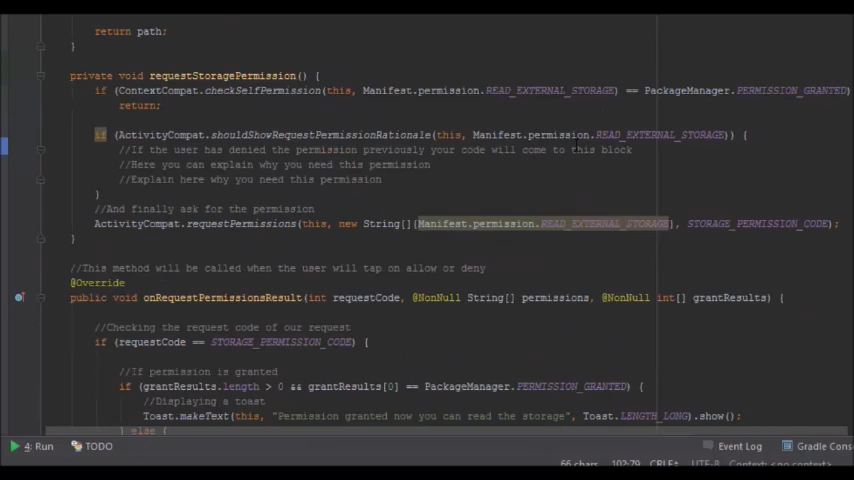 return path;
}
private void requestStoragePermission() {
if (ContextCompat.checkSelfPermission(this, Manifest.permission.READ_EXTERNAL_STORAGE) == PackageManager.PERMISSION_GRANTED)
return;
if (ActivityCompat.shouldShowRequestPermissionRationale(this, Manifest.permission.READ_EXTERNAL_STORAGE)) {
//If the user has denied the permission previously your code will come to this block
//Here you can explain why you need this permission
//Explain here why you need this permission
}
//And finally ask for the permission
ActivityCompat.requestPermissions(this, new String[]{Manifest.permission.READ_EXTERNAL_STORAGE}, STORAGE_PERMISSION_CODE);
}
//This method will be called when the user will tap on allow or deny
@Override
public void onRequestPermissionsResult(int requestCode, @NonNull String[] permissions, @NonNull int[] grantResults) {
//Checking the request code of our request
if (requestCode == STORAGE_PERMISSION_CODE) {
//If permission is granted
if (grantResults.length > 0 && grantResults[0] == PackageManager.PERMISSION_GRANTED) {
//Displaying a toast
Toast.makeText(this, "Permission granted now you can read the storage", Toast.LENGTH_LONG).show();
} else {
4: Run TODO Event Log Gradle Cons
66 chars 102:79 CRLF UTF-8 Context: <no context>